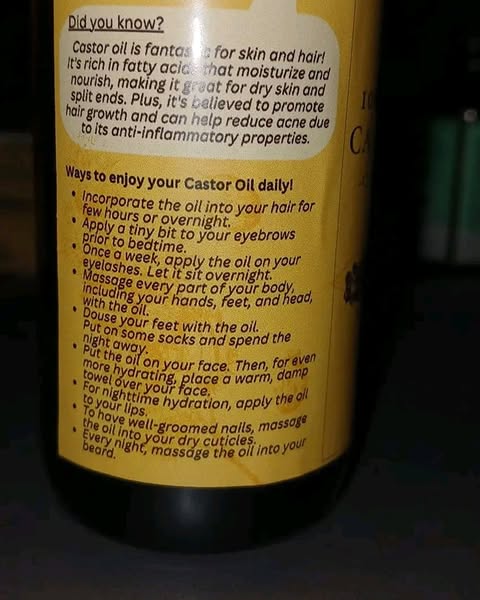 Did you know?
Castor oil is fantastic for skin and hair!
It's rich in fatty acids that moisturize and
nourish, making it great for dry skin and
split ends. Plus, it's believed to promote
hair growth and can help reduce acne due
to its anti-inflammatory properties.
Ways to enjoy your Castor Oil daily!
• Incorporate the oil into your hair for
few hours or overnight.
• Apply a tiny bit to your eyebrows
prior to bedtime.
• Once a week, apply the oil on your
eyelashes. Let it sit overnight.
• Massage every part of your body,
including your hands, feet, and head,
with the oil.
• Douse your feet with the oil.
Put on some socks and spend the
night away.
• Put the oil on your face. Then, for even
more hydrating, place a warm, damp
towel over your face.
• For nighttime hydration, apply the oil
to your lips.
• To have well-groomed nails, massage
the oil into your dry cuticles.
• Every night, massage the oil into your
beard.